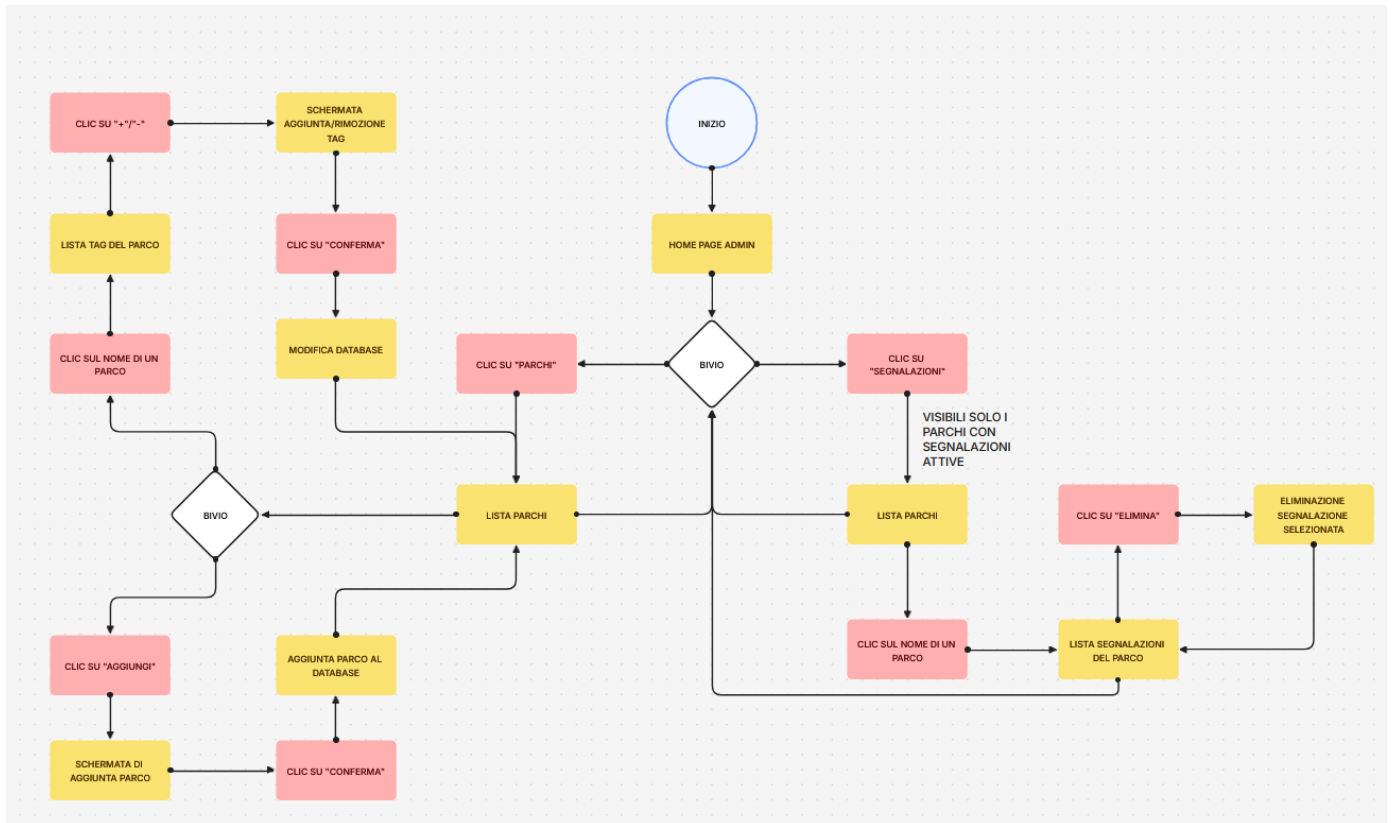 CLIC SU "+"/"-"
SCHERMATA
AGGIUNTA/RIMOZIONE
TAG
INIZIO
LISTA TAG DEL PARCO
CLIC SU "CONFERMA"
HOME PAGE ADMIN
CLIC SUL NOME DI UN
PARCO
MODIFICA DATABASE
CLIC SU "PARCHI"
BIVIO
CLIC SU
"SEGNALAZIONI"
VISIBILI SOLO I
PARCHI CON
SEGNALAZIONI
ATTIVE
BIVIO
LISTA PARCHI
LISTA PARCHI
CLIC SU "ELIMINA"
ELIMINAZIONE
SEGNALAZIONE
SELEZIONATA
CLIC SU "AGGIUNGI"
AGGIUNTA PARCO AL
DATABASE
CLIC SUL NOME DI UN
PARCO
LISTA SEGNALAZIONI
DEL PARCO
SCHERMATA DI
AGGIUNTA PARCO
CLIC SU "CONFERMA"